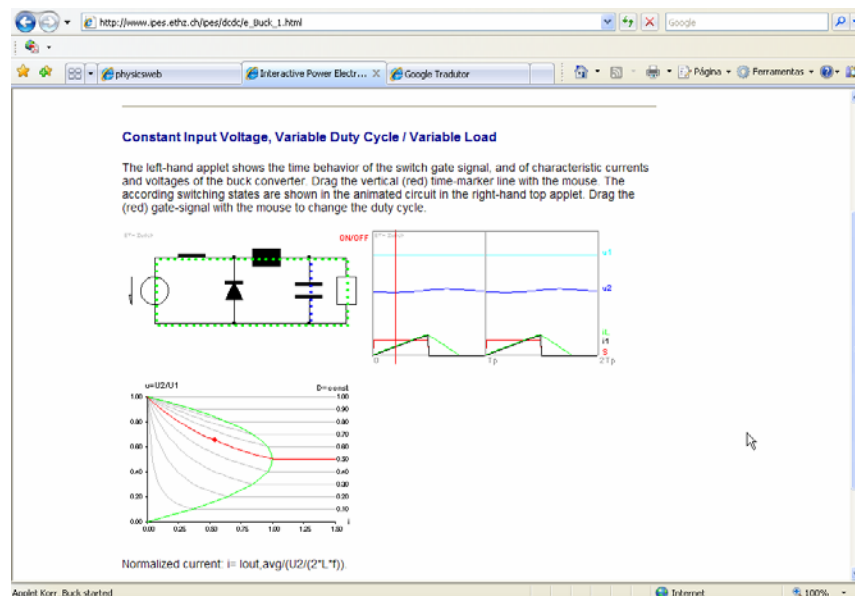 http://www.ipes.ethz.ch/ipes/dcdc/e_Buck_1.html
Google
physicsweb
Interactive Power Electr...
Google Tradutor
Página
Ferramentas
Constant Input Voltage, Variable Duty Cycle / Variable Load
The left-hand applet shows the time behavior of the switch gate signal, and of characteristic currents
and voltages of the buck converter. Drag the vertical (red) time-marker line with the mouse. The
according switching states are shown in the animated circuit in the right-hand top applet. Drag the
(red) gate-signal with the mouse to change the duty cycle.
ON/OFF
u1
u2
iL
i1
S
0
Tp
2Tp
u=U2/U1
D=const
1.00
0.80
0.60
0.40
0.20
0.00
1.00
0.90
0.80
0.70
0.60
0.50
0.40
0.30
0.20
0.10
i
0.00 0.25 0.50 0.75 1.00 1.25 1.50
Normalized current: i= Iout,avg/(U2/(2*L*f)).
Applet Korr_Buck started
Internet
100%